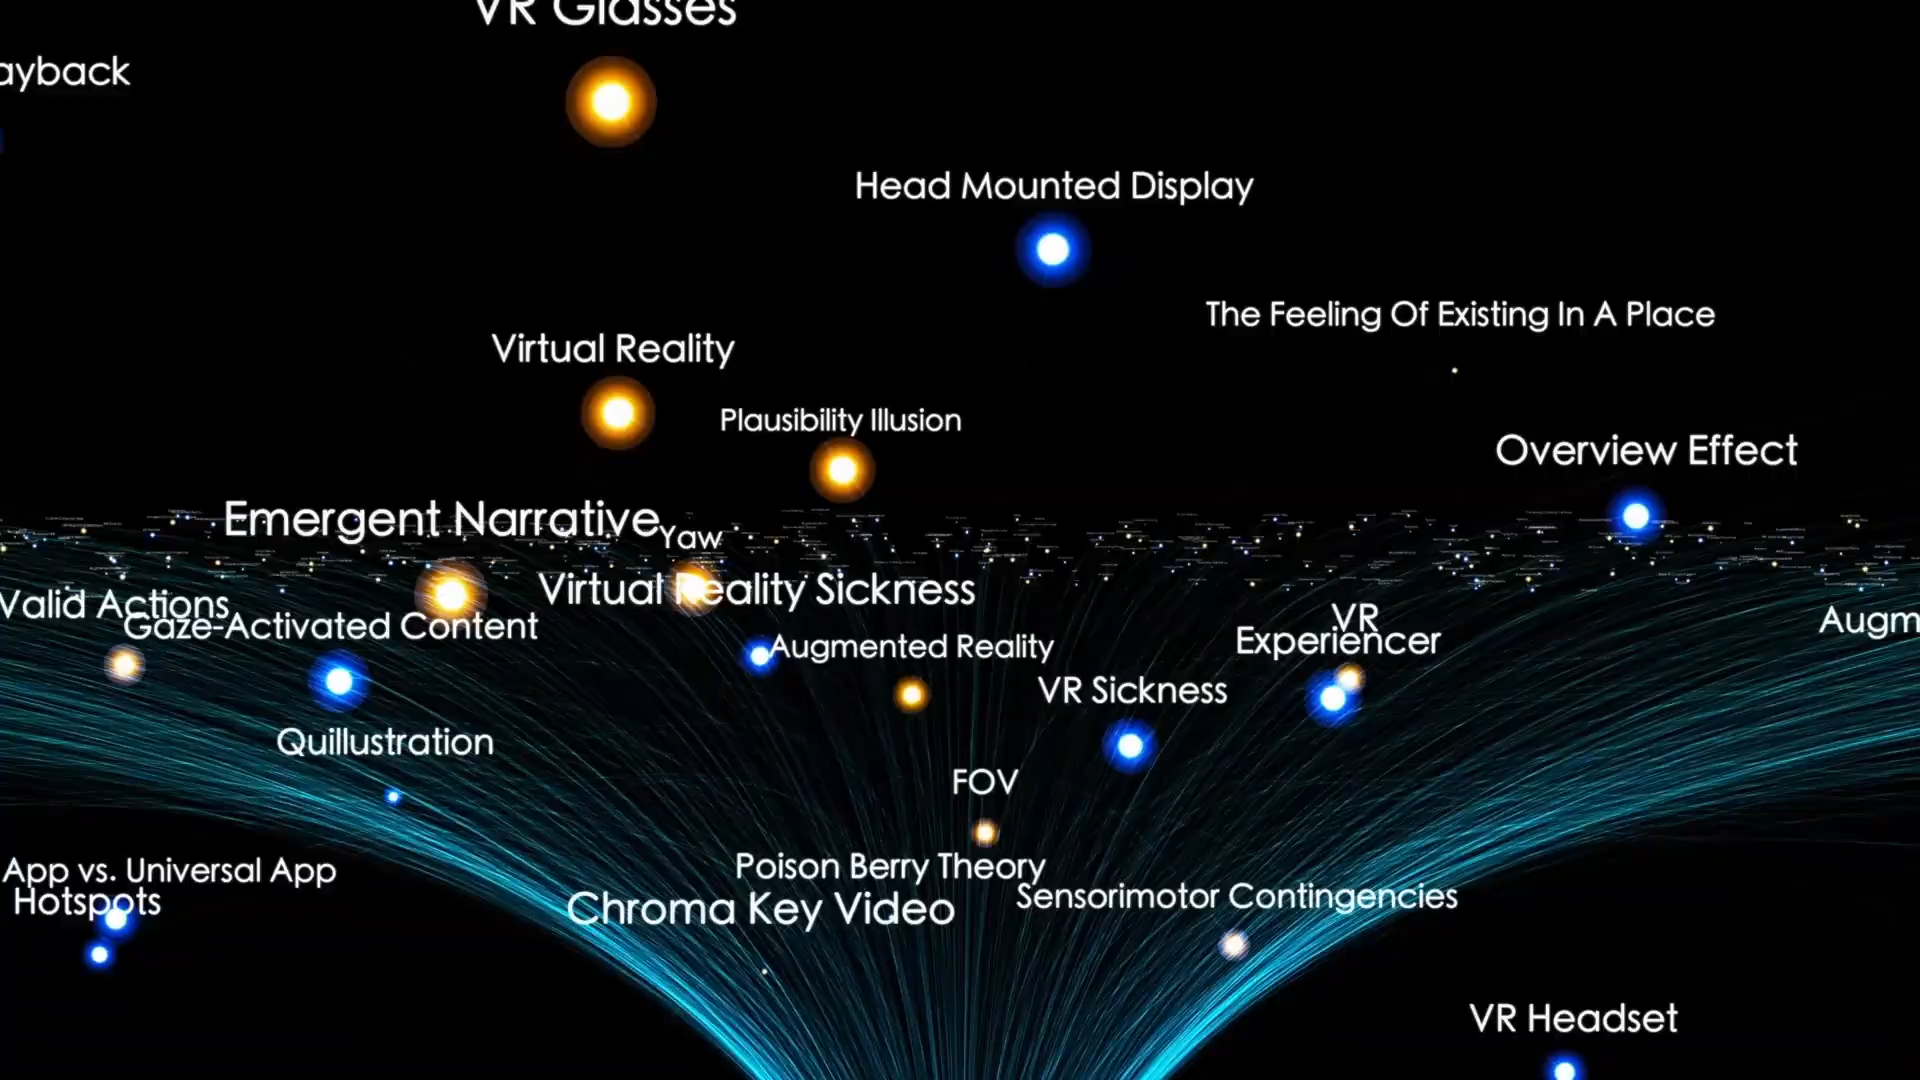 VR Glasses
ayback
Head Mounted Display
The Feeling Of Existing In A Place
Virtual Reality
Plausibility Illusion
Overview Effect
Emergent Narrative
Yaw
Virtual Reality Sickness
Valid Actions
Gaze-Activated Content
VR
Experiencer
Augm
Augmented Reality
VR Sickness
Quillustration
FOV
Poison Berry Theory
App vs. Universal App
Hotspots
Chroma Key Video
Sensorimotor Contingencies
VR Headset